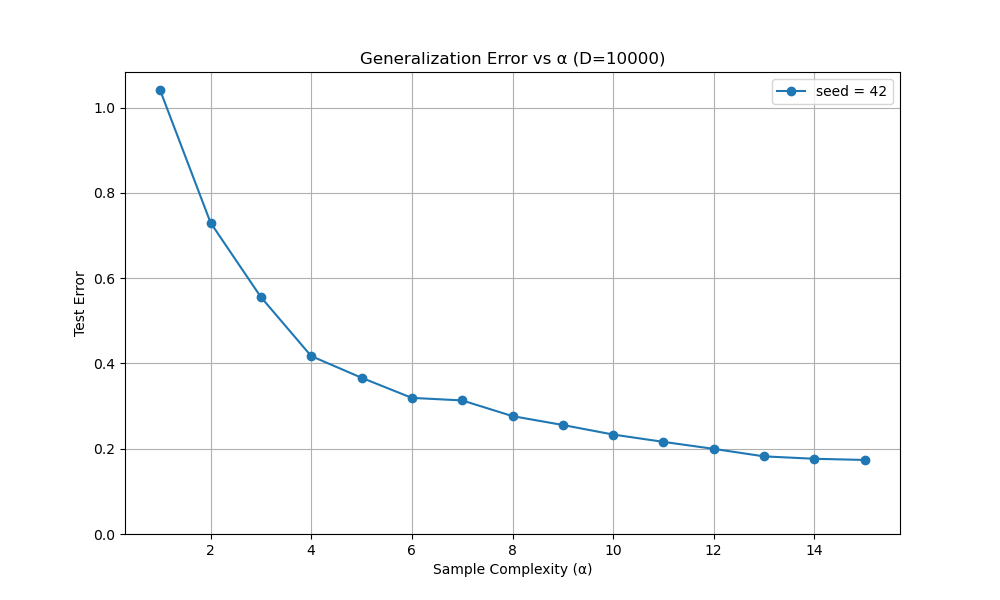 Generalization Error vs α (D=10000)
seed = 42
1.0
0.8
0.6
0.4
0.2
0.0
Test Error
2 4 6 8 10 12 14
Sample Complexity (α)